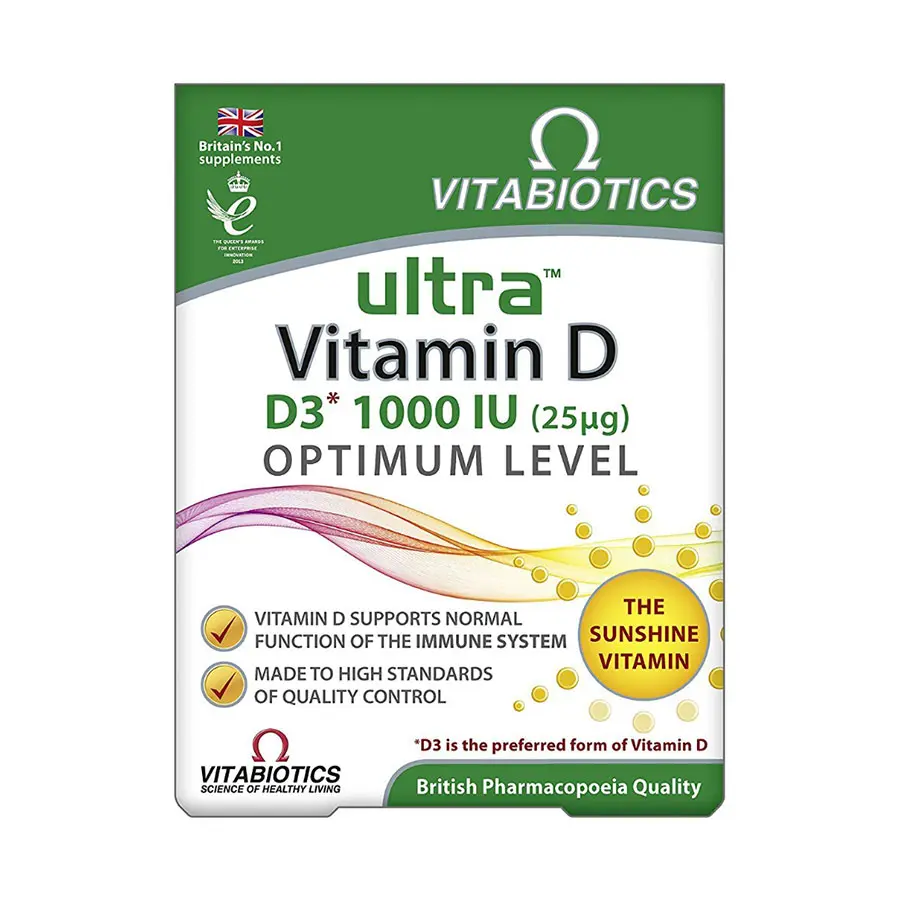 Britain's No.1
supplements
THE QUEEN'S AWARDS
FOR ENTERPRISE
INNOVATION
2013
VITABIOTICS
ultra™
Vitamin D
D3* 1000 IU (25µg)
OPTIMUM LEVEL
VITAMIN D SUPPORTS NORMAL
FUNCTION OF THE IMMUNE SYSTEM
MADE TO HIGH STANDARDS
OF QUALITY CONTROL
THE
SUNSHINE
VITAMIN
*D3 is the preferred form of Vitamin D
VITABIOTICS
SCIENCE OF HEALTHY LIVING
British Pharmacopoeia Quality